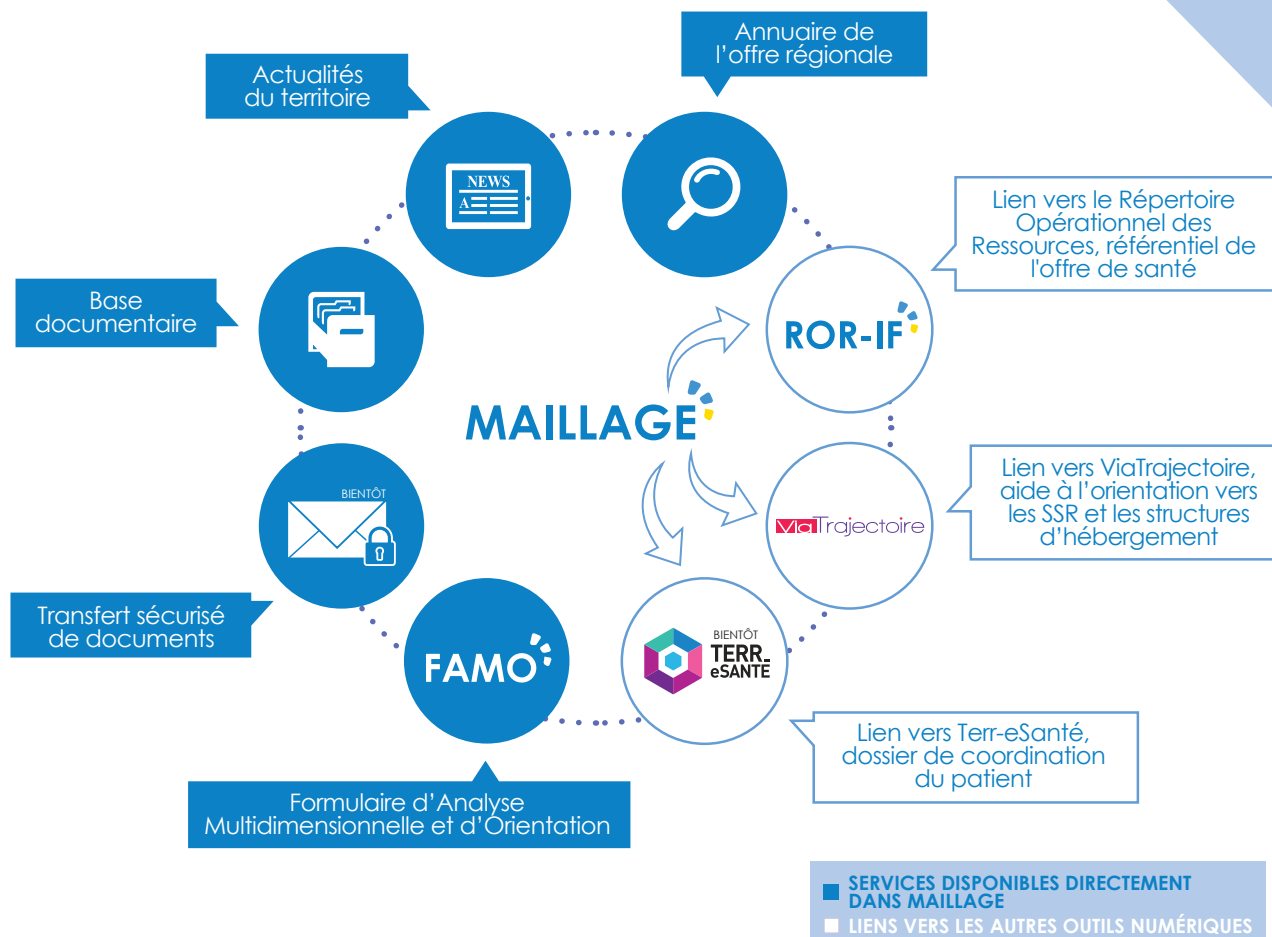 Annuaire de
l'offre régionale
Actualités
du territoire
NEWS
A
Lien vers le Répertoire
Opérationnel des
Ressources, référentiel de
l'offre de santé
Base
documentaire
ROR-IF
MAILLAGE
BIENTÔT
Lien vers ViaTrajectoire,
aide à l'orientation vers
les SSR et les structures
d'hébergement
ViaTrajectoire
Transfert sécurisé
de documents
FAMO
BIENTÔT
TERR_
eSANTÉ
Lien vers Terr-eSanté,
dossier de coordination
du patient
Formulaire d'Analyse
Multidimensionnelle et d'Orientation
SERVICES DISPONIBLES DIRECTEMENT
DANS MAILLAGE
LIENS VERS LES AUTRES OUTILS NUMÉRIQUES